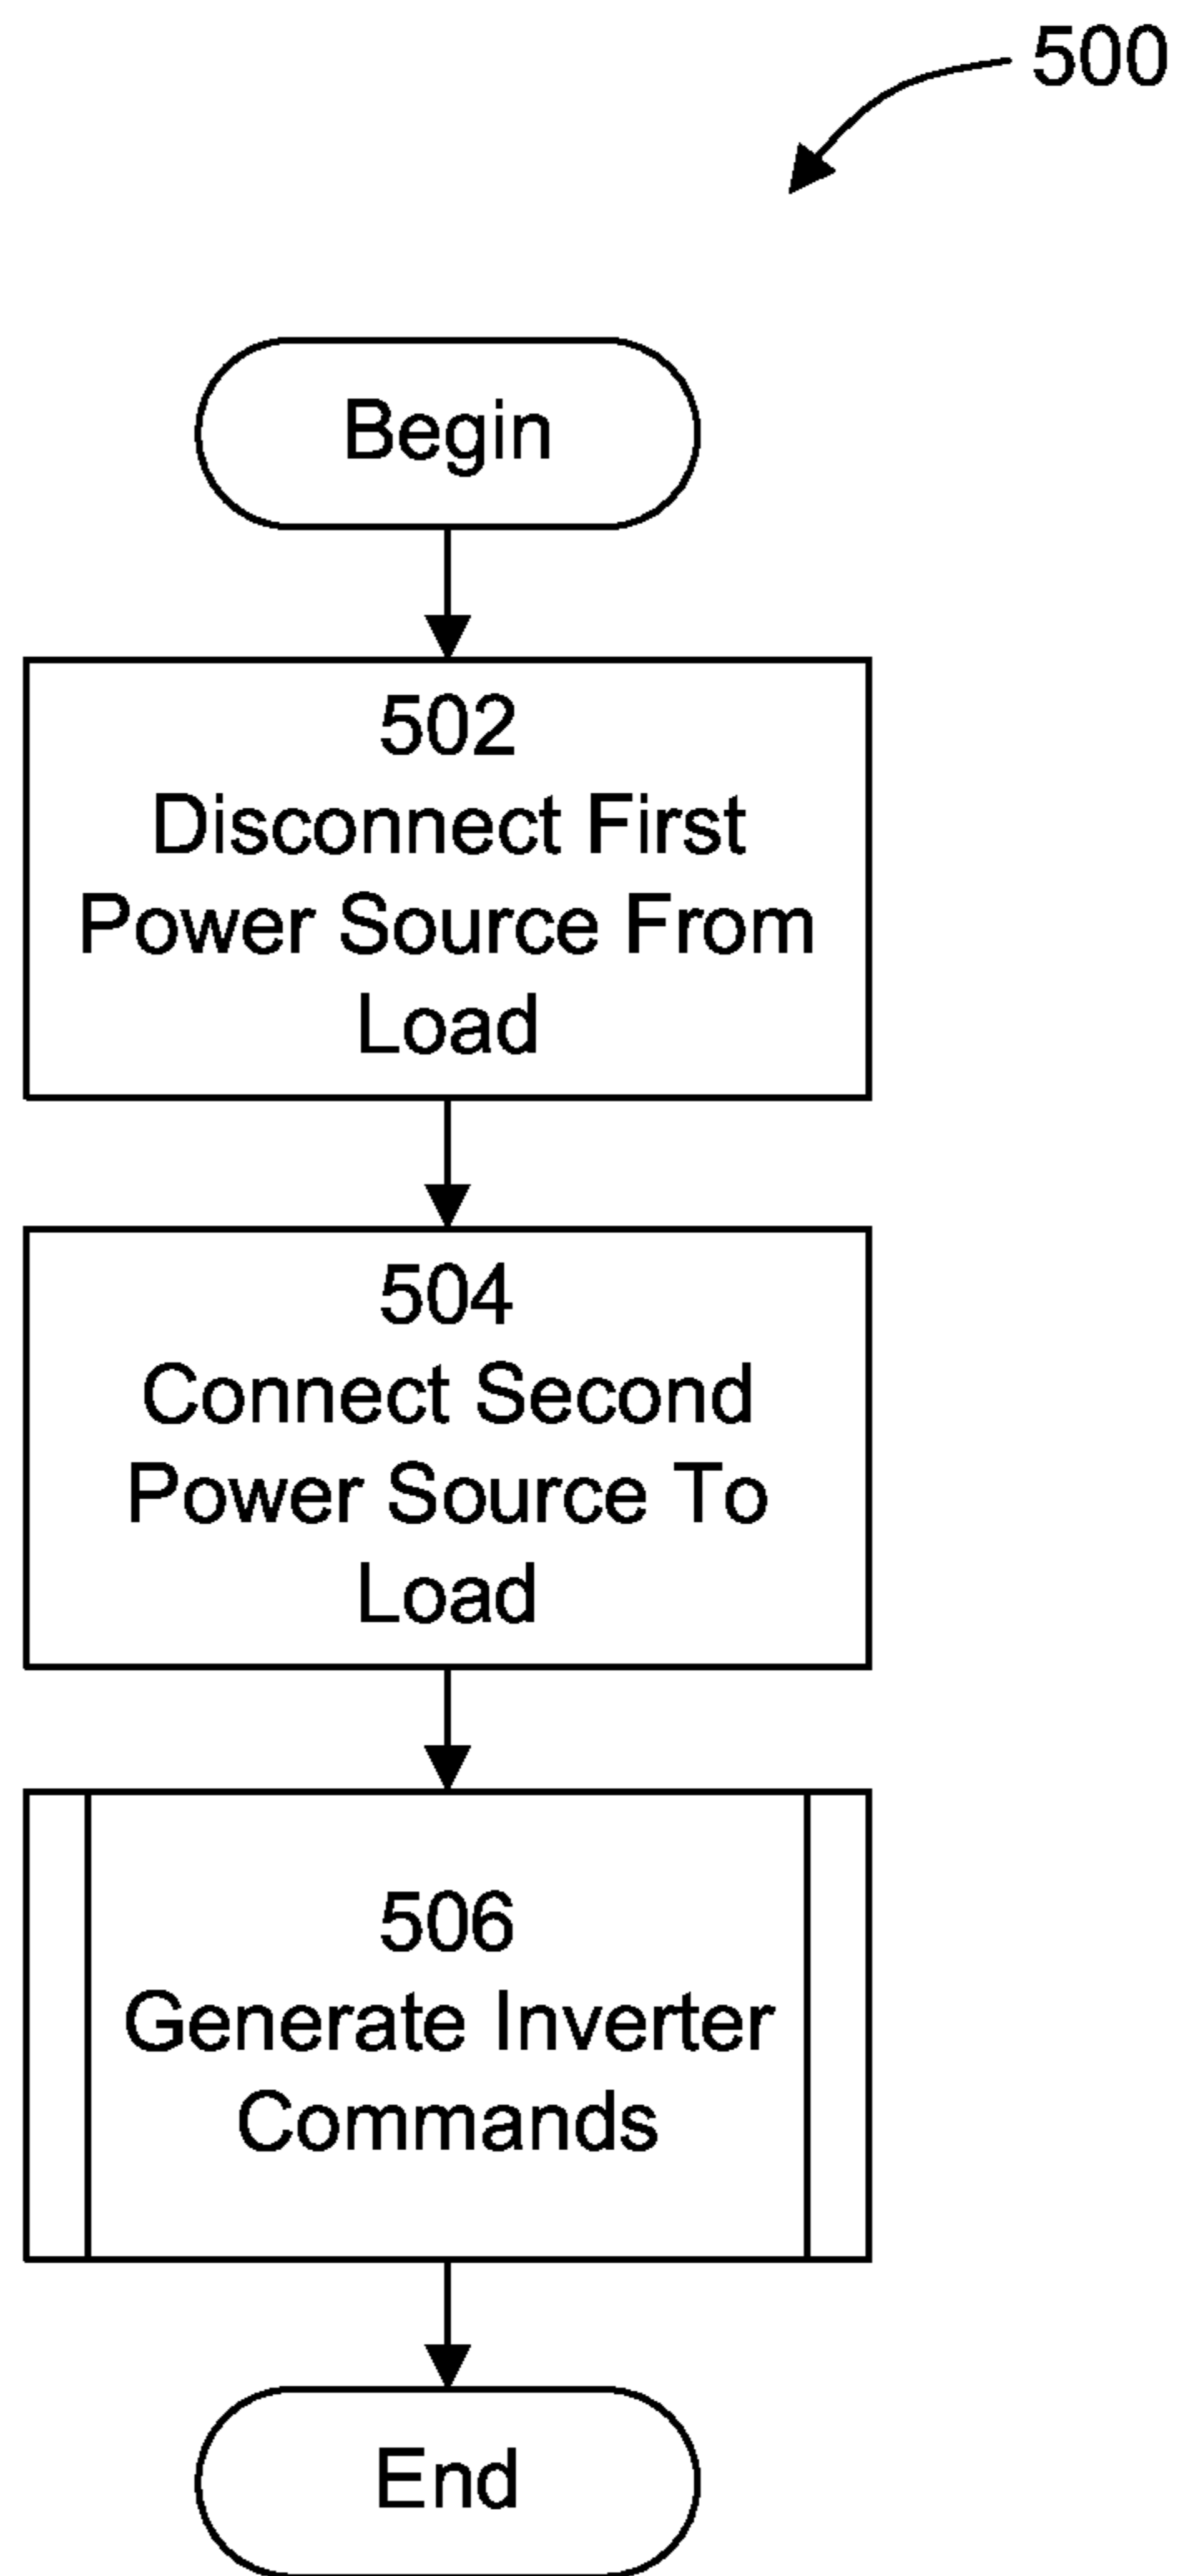 500
Begin
502
Disconnect First
Power Source From
Load
504
Connect Second
Power Source To
Load
506
Generate Inverter
Commands
End